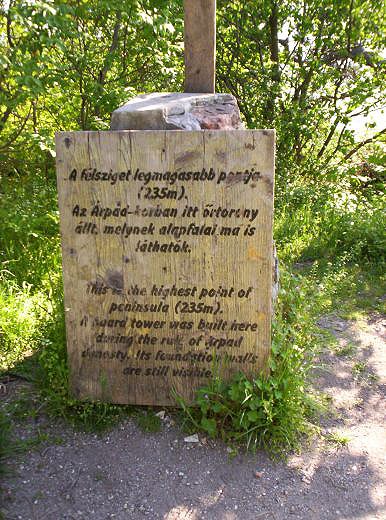 A félsziget legmagasabb pontja
(235m).
Az Árpád-korban itt őrtorony
állt, melynek alapfalai ma is
láthatók.
This is the highest point of
peninsula (235m).
A guard tower was built here
during the rule of Árpád
dynesty. Its foundation wall's
are still visible.